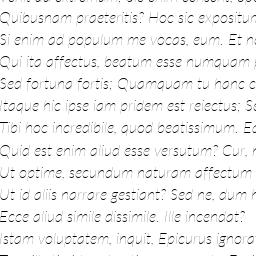 Quibusnam praeteritis? Hoc sic expositum
Si enim ad populum me vocas, eum. Et n
Qui ita affectus, beatum esse numquam p
Sed fortuna fortis; Quamquam tu hanc c
Itaque hic ipse iam pridem est reiectus; Se
Tibi hoc incredibile, quod beatissimum. Ea
Quid est enim aliud esse versutum? Cur, h
Ut optime, secundum naturam affectum
Ut id aliis narrare gestiant? Sed ne, dum h
Ecce aliud simile dissimile. Ille incendat?
Istam voluptatem, inquit, Epicurus ignora